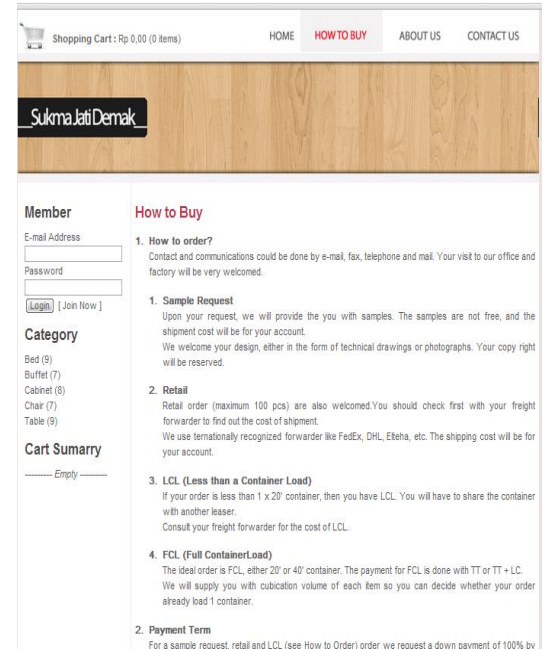 Shopping Cart : Rp 0,00 (0 items)
HOME
HOW TO BUY
ABOUT US
CONTACT US
_SukmaJatiDemak_
Member
E-mail Address
Password
Login [ Join Now ]
Category
Bed (9)
Buffet (7)
Cabinet (8)
Chair (7)
Table (9)
Cart Sumarry
---------- Empty ----------
How to Buy
1. How to order?
Contact and communications could be done by e-mail, fax, telephone and mail. Your visit to our office and
factory will be very welcomed.
1. Sample Request
Upon your request, we will provide the you with samples. The samples are not free, and the
shipment cost will be for your account.
We welcome your design, either in the form of technical drawings or photographs. Your copy right
will be reserved.
2. Retail
Retail order (maximum 100 pcs) are also welcomed.You should check first with your freight
forwarder to find out the cost of shipment.
We use ternationally recognized forwarder like FedEx, DHL, Elteha, etc. The shipping cost will be for
your account.
3. LCL (Less than a Container Load)
If your order is less than 1 x 20' container, then you have LCL. You will have to share the container
with another leaser.
Consult your freight forwarder for the cost of LCL.
4. FCL (Full ContainerLoad)
The ideal order is FCL, either 20' or 40' container. The payment for FCL is done with TT or TT + LC.
We will supply you with cubication volume of each item so you can decide whether your order
already load 1 container.
2. Payment Term
For a sample request, retail and LCL (see How to Order) order we request a down payment of 100% by